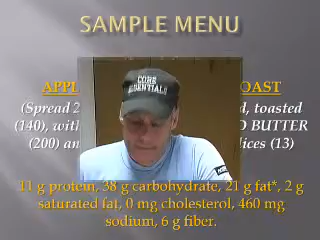 SAMPLE MENU
APPL OAST
(Spread 2 d, toasted
(140), with D BUTTER
(200) an lices (13)
CORE
ESSENTIALS
11 g protein, 38 g carbohydrate, 21 g fat*, 2 g
saturated fat, 0 mg cholesterol, 460 mg
sodium, 6 g fiber.